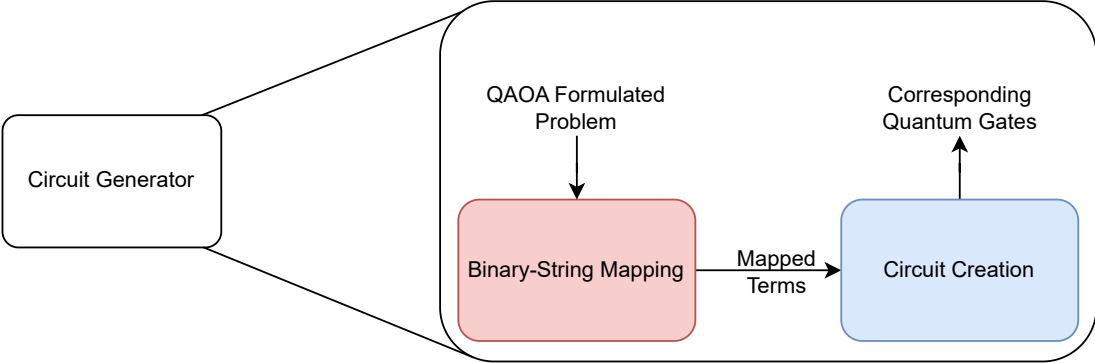 Circuit Generator
QAOA Formulated
Problem
Corresponding
Quantum Gates
Binary-String Mapping
Mapped
Terms
Circuit Creation